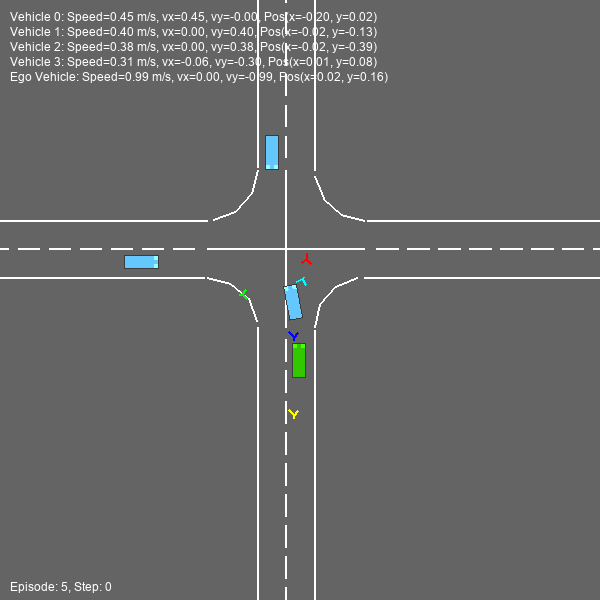 Vehicle 0: Speed=0.45 m/s, vx=0.45, vy=-0.00, Pos(x=-0.20, y=0.02)
Vehicle 1: Speed=0.40 m/s, vx=0.00, vy=0.40, Pos(x=-0.02, y=-0.13)
Vehicle 2: Speed=0.38 m/s, vx=0.00, vy=0.38, Pos(x=-0.02, y=-0.39)
Vehicle 3: Speed=0.31 m/s, vx=-0.06, vy=-0.30, Pos(x=0.01, y=0.08)
Ego Vehicle: Speed=0.99 m/s, vx=0.00, vy=-0.99, Pos(x=0.02, y=0.16)
Episode: 5, Step: 0